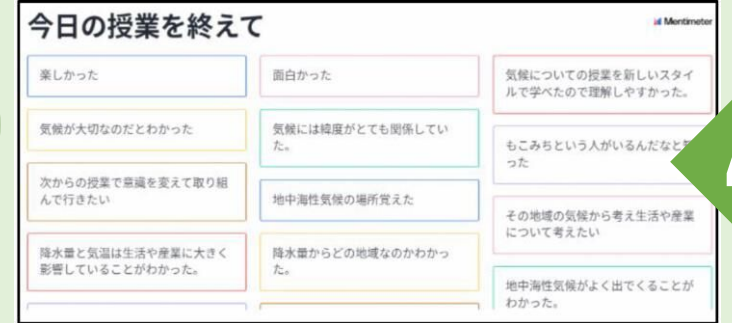 今日の授業を終えて
Mentimeter
楽しかった
気候が大切なのだとわかった
次からの授業で意識を変えて取り組
んで行きたい
降水量と気温は生活や産業に大きく
影響していることがわかった。
面白かった
気候には緯度がとても関係してい
た。
地中海性気候の場所覚えた
降水量からどの地域なのかわかっ
た。
気候についての授業を新しいスタイ
ルで学べたので理解しやすかった。
もこみちという人がいるんだなと
った
その地域の気候から考え生活や産業
について考えたい
地中海性気候がよく出てくることが
わかった。